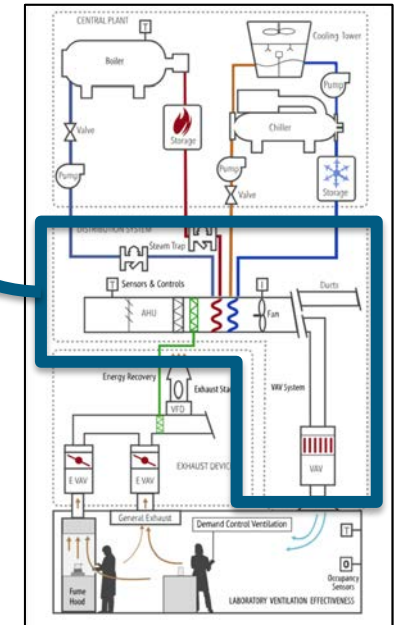 CENTRAL PLANT
T
Boiler
Cooling Tower
Valve
Storage
Pump
Chiller
Pump
Pump
Valve
Storage
DISTRIBUTION SYSTEM
Steam Trap
T Sensors & Controls
I
Ducts
AHU
Fan
Energy Recovery
Exhaust
VFD
VAV System
EXHAUST
E VAV
E VAV
VAV
General Exhaust
Demand Control Ventilation
T
O
Occupancy
Sensors
Fume
Hood
LABORATORY VENTILATION EFFECTIVENESS